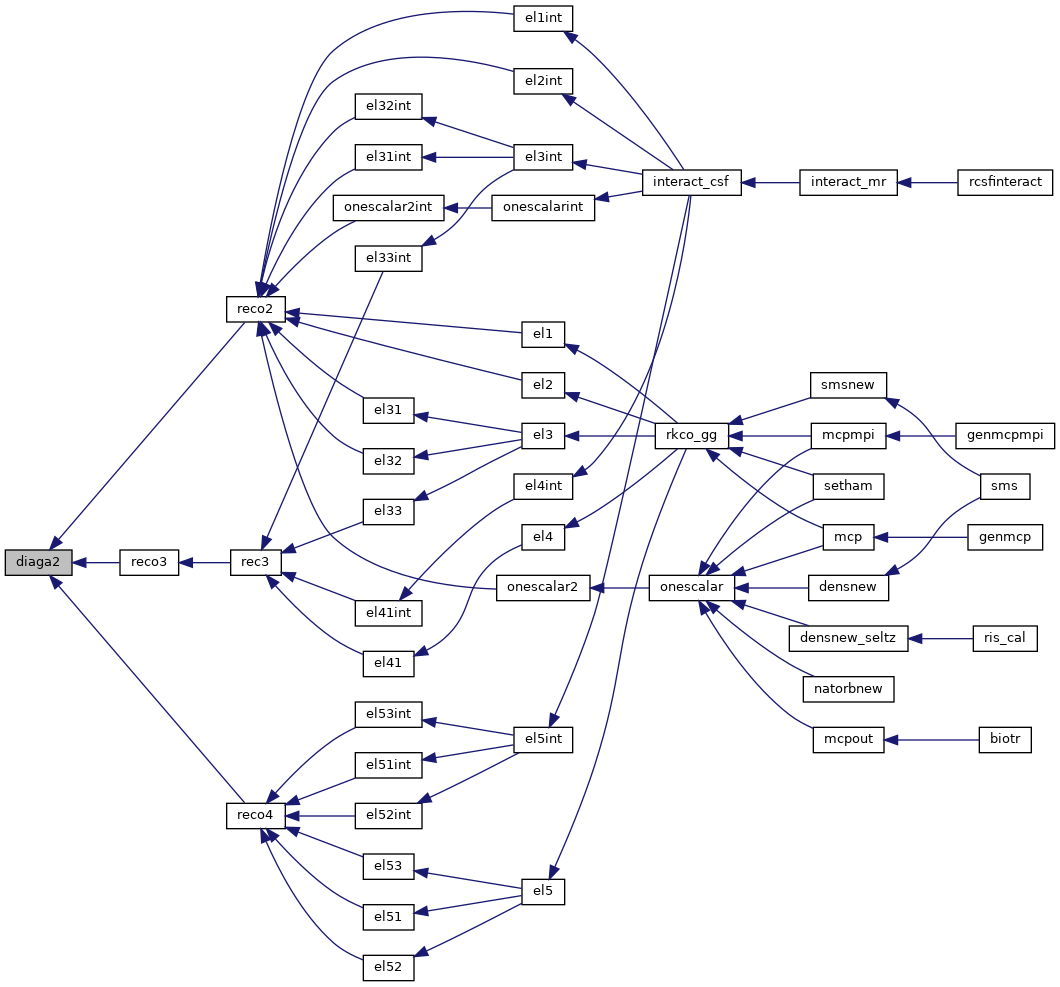 el1int
el2int
el32int
el31int
el3int
interact_csf
interact_mr
rcsfinteract
onescalar2int
onescalarint
el33int
reco2
el1
el2
smsnew
el31
el3
rkco_gg
mcpmpi
genmcpmpi
el32
el4int
setham
sms
el33
el4
mcp
genmcp
diaga2
reco3
rec3
onescalar2
onescalar
densnew
el41int
densnew_seltz
ris_cal
el41
natorbnew
el53int
el5int
mcpout
biotr
el51int
reco4
el52int
el53
el5
el51
el52